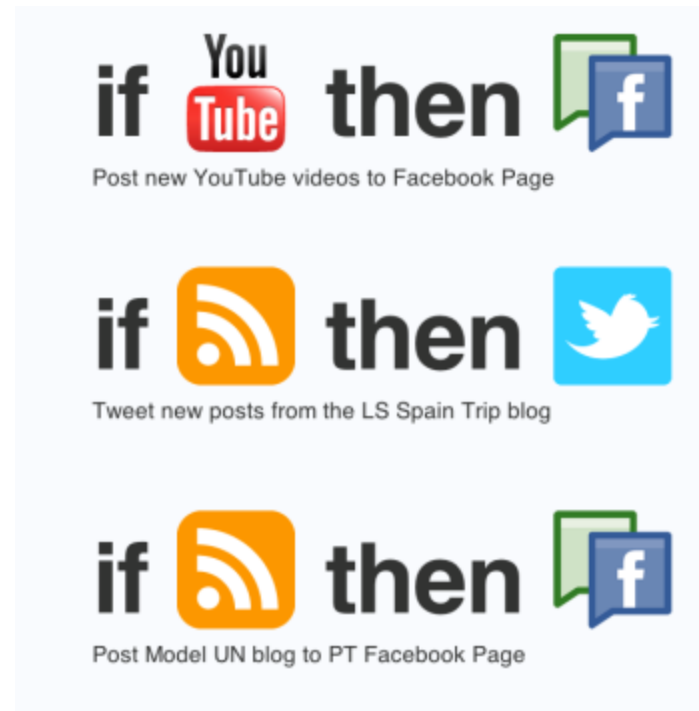 if You Tube then f
Post new YouTube videos to Facebook Page
if then
Tweet new posts from the LS Spain Trip blog
if then f
Post Model UN blog to PT Facebook Page